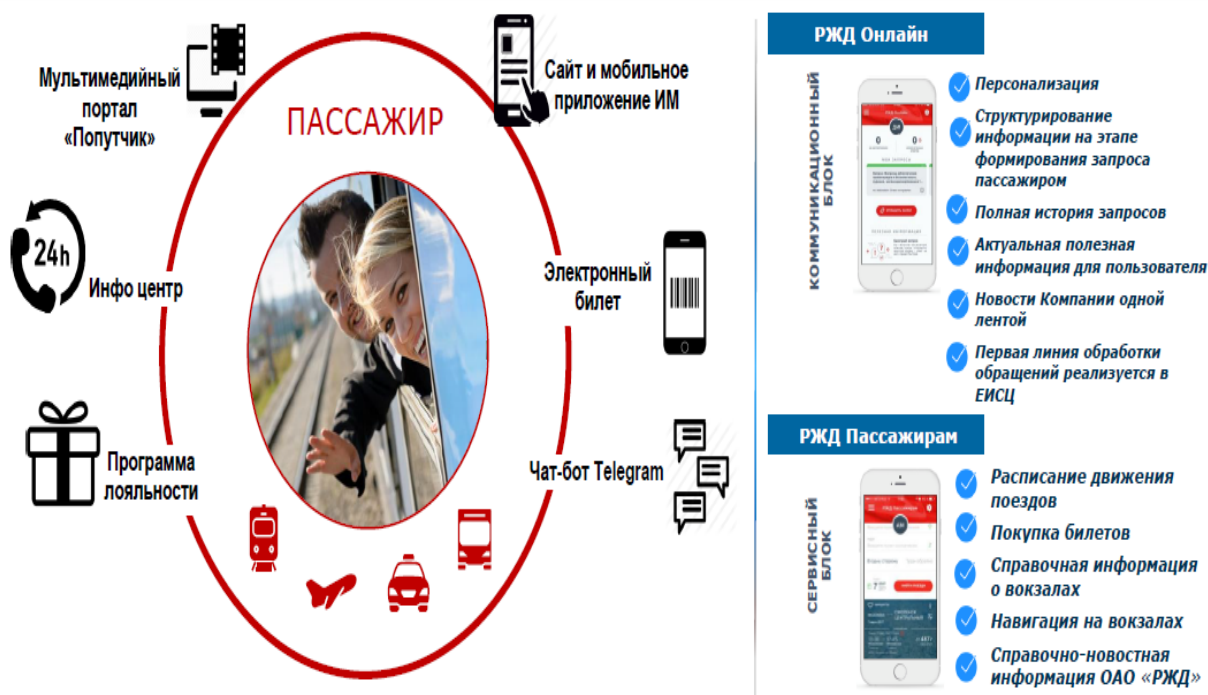 Мультимедийный
портал
«Попутчик»
ПАССАЖИР
Сайт и мобильное
приложение ИМ
24h
Инфо центр
Электронный
билет
Программа
лояльности
Чат-бот Telegram
РЖД Онлайн
КОММУНИКАЦИОННЫЙ
БЛОК
Персонализация
Структурирование
информации на этапе
формирования запроса
пассажиром
Полная история запросов
Актуальная полезная
информация для пользователя
Новости Компании одной
лентой
Первая линия обработки
обращений реализуется в
ЕИСЦ
РЖД Пассажирам
СЕРВИСНЫЙ
БЛОК
Расписание движения
поездов
Покупка билетов
Справочная информация
о вокзалах
Навигация на вокзалах
Справочно-новостная
информация ОАО «РЖД»